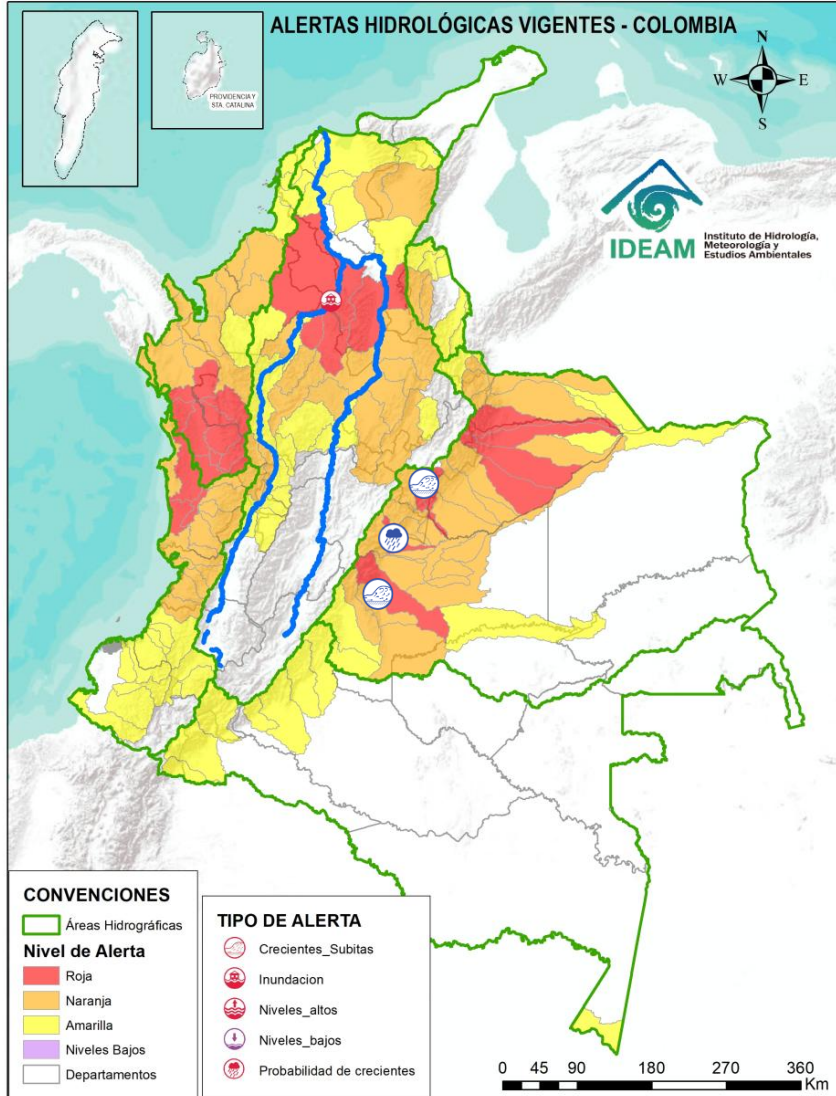 ALERTAS HIDROLÓGICAS VIGENTES - COLOMBIA
PROVIDENCIA Y
STA. CATALINA
N
W
E
S
IDEAM
Instituto de Hidrología,
Meteorología y
Estudios Ambientales
CONVENCIONES
Áreas Hidrográficas
Nivel de Alerta
Roja
Naranja
Amarilla
Niveles Bajos
Departamentos
TIPO DE ALERTA
Crecientes_Subitas
Inundacion
Niveles_altos
Niveles_bajos
Probabilidad de crecientes
0 45 90 180 270 360
Km